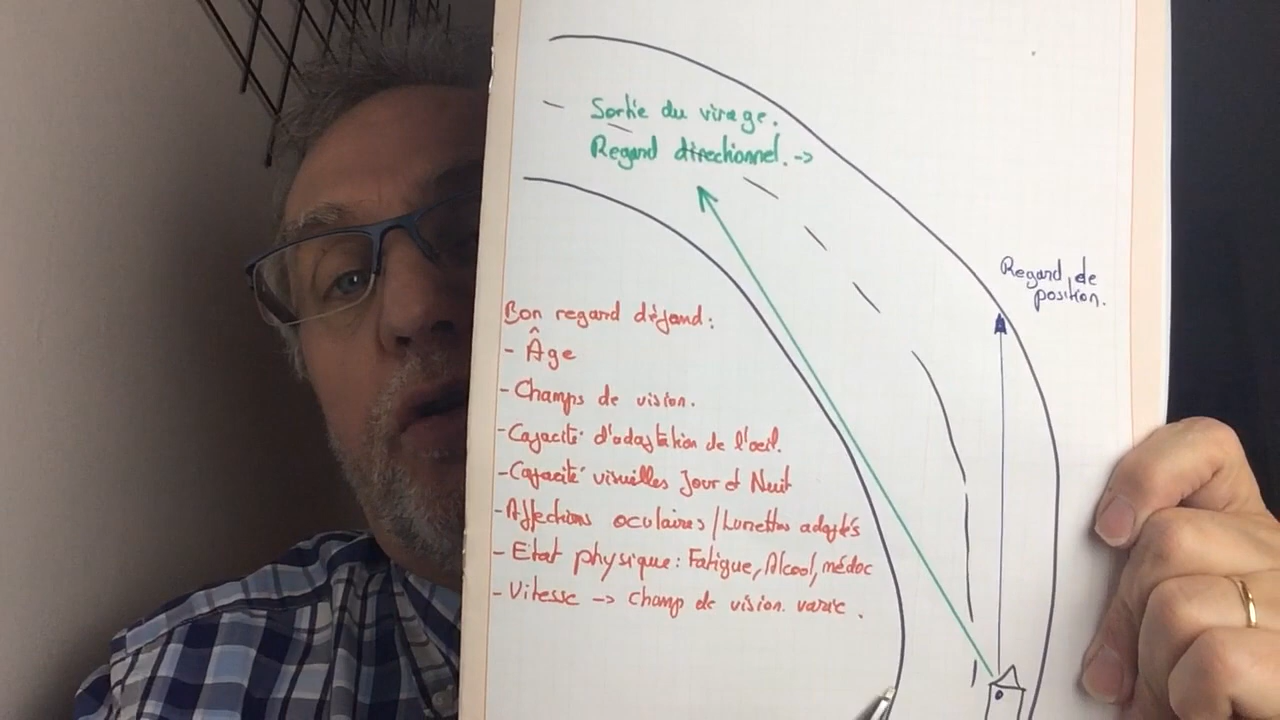 Sortie du virage.
Regard directionnel. ->
Regard de
position.
Bon regard dépend :
- Âge
- Champs de vision.
- Capacité d'adaptation de l'œil.
- Capacité visuelles Jour et Nuit
- Affections oculaires / Lunettes adaptés
- Etat physique : Fatigue, Alcool, médoc
- Vitesse -> champ de vision varie.